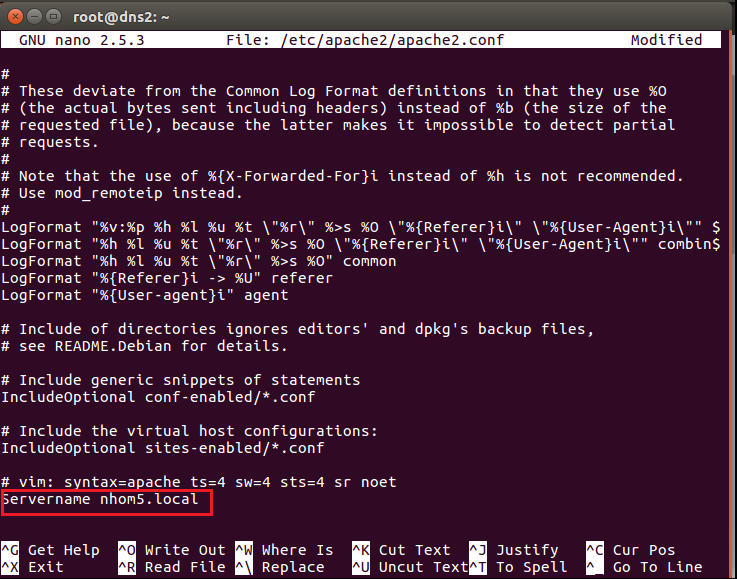 root@dns2: ~
GNU nano 2.5.3 File: /etc/apache2/apache2.conf Modified
#
# These deviate from the Common Log Format definitions in that they use %O
# (the actual bytes sent including headers) instead of %b (the size of the
# requested file), because the latter makes it impossible to detect partial
# requests.
#
# Note that the use of %{X-Forwarded-For}i instead of %h is not recommended.
# Use mod_remoteip instead.
#
LogFormat "%v:%p %h %l %u %t \"%r\" %>s %O \"%{Referer}i\" \"%{User-Agent}i\"" $
LogFormat "%h %l %u %t \"%r\" %>s %O \"%{Referer}i\" \"%{User-Agent}i\"" combin$
LogFormat "%h %l %u %t \"%r\" %>s %O" common
LogFormat "%{Referer}i -> %U" referer
LogFormat "%{User-agent}i" agent
# Include of directories ignores editors' and dpkg's backup files,
# see README.Debian for details.
# Include generic snippets of statements
IncludeOptional conf-enabled/*.conf
# Include the virtual host configurations:
IncludeOptional sites-enabled/*.conf
# vim: syntax=apache ts=4 sw=4 sts=4 sr noet
Servername nhom5.local
^G Get Help ^O Write Out ^W Where Is ^K Cut Text ^J Justify ^C Cur Pos
^X Exit ^R Read File ^\ Replace ^U Uncut Text ^T To Spell ^_ Go To Line